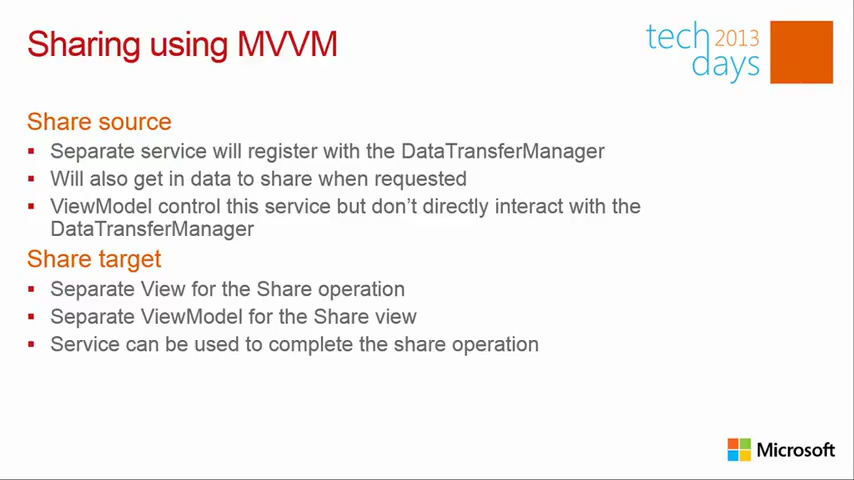 Sharing using MVVM
tech 2013
days
Share source
Separate service will register with the DataTransferManager
Will also get in data to share when requested
ViewModel control this service but don't directly interact with the
DataTransferManager
Share target
Separate View for the Share operation
Separate ViewModel for the Share view
Service can be used to complete the share operation
Microsoft